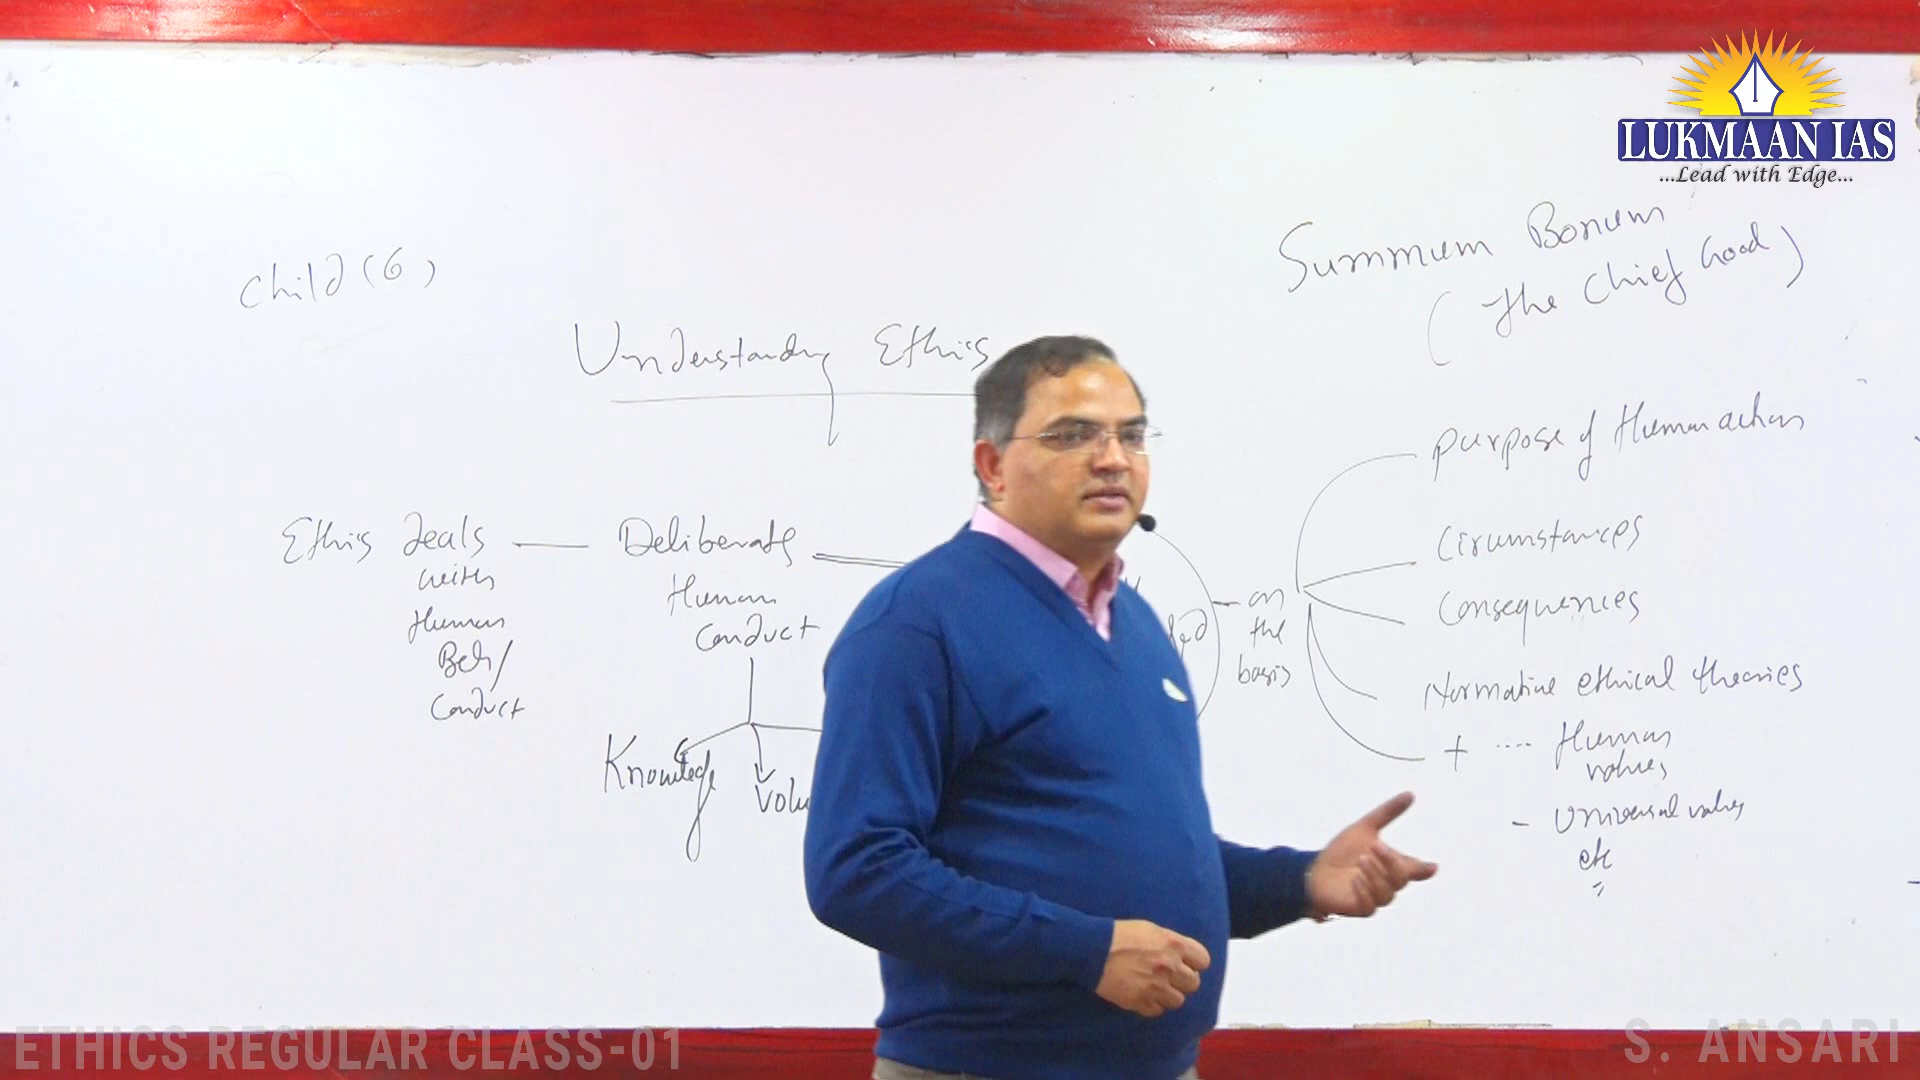 LUKMAAN IAS
...Lead with Edge...
Summum Bonum
(The Chief Good)
Child (6)
Understanding Ethics
Ethics deals
with
Human
Beh/
Conduct
Deliberate
Human
Conduct
Knowledge
Volu
on
the
basis
Purpose of Human action
Circumstances
Consequences
Normative ethical theories
+ .... Human
values
- Universal values
etc
ETHICS REGULAR CLASS-01
S. ANSARI